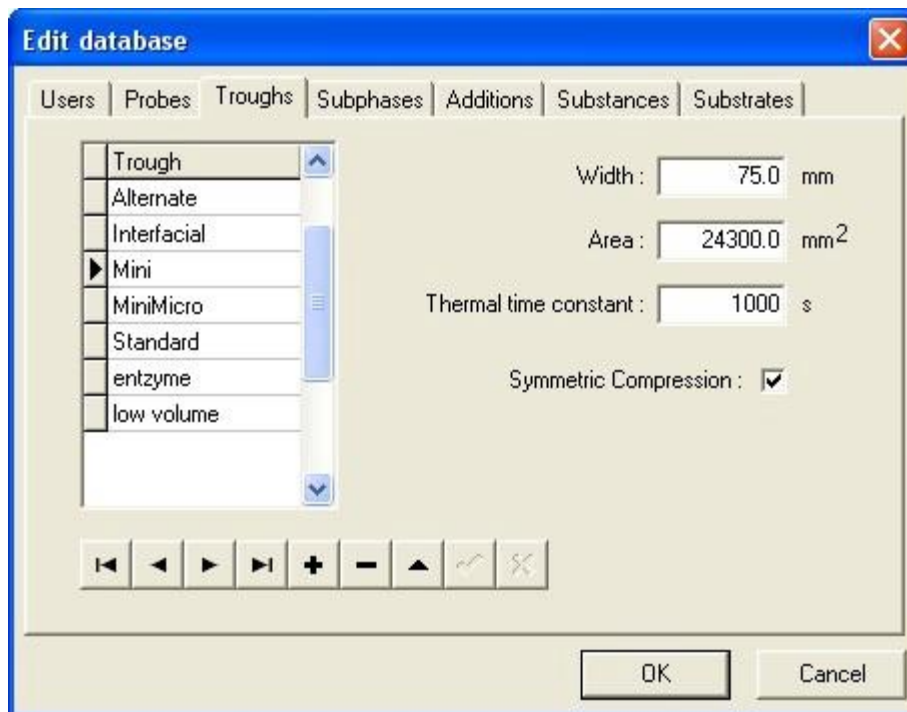 Edit database
Users Probes Troughs Subphases Additions Substances Substrates
Trough
Alternate
Interfacial
Mini
MiniMicro
Standard
entzyme
low volume
Width : 75.0 mm
Area : 24300.0 mm2
Thermal time constant : 1000 s
Symmetric Compression :
OK Cancel